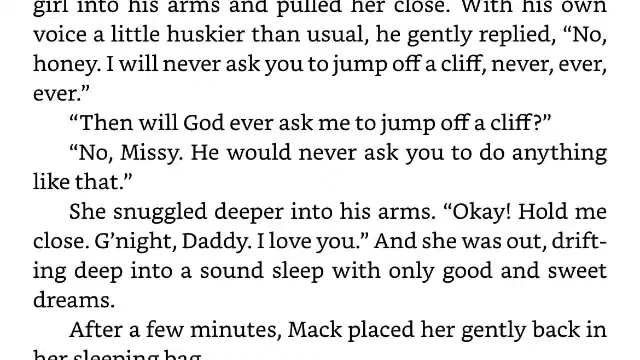 girl into his arms and pulled her close. With his own
voice a little huskier than usual, he gently replied, “No,
honey. I will never ask you to jump off a cliff, never, ever,
ever.”
“Then will God ever ask me to jump off a cliff?”
“No, Missy. He would never ask you to do anything
like that.”
She snuggled deeper into his arms. “Okay! Hold me
close. G’night, Daddy. I love you.” And she was out, drift-
ing deep into a sound sleep with only good and sweet
dreams.
After a few minutes, Mack placed her gently back in
her sleeping bag.